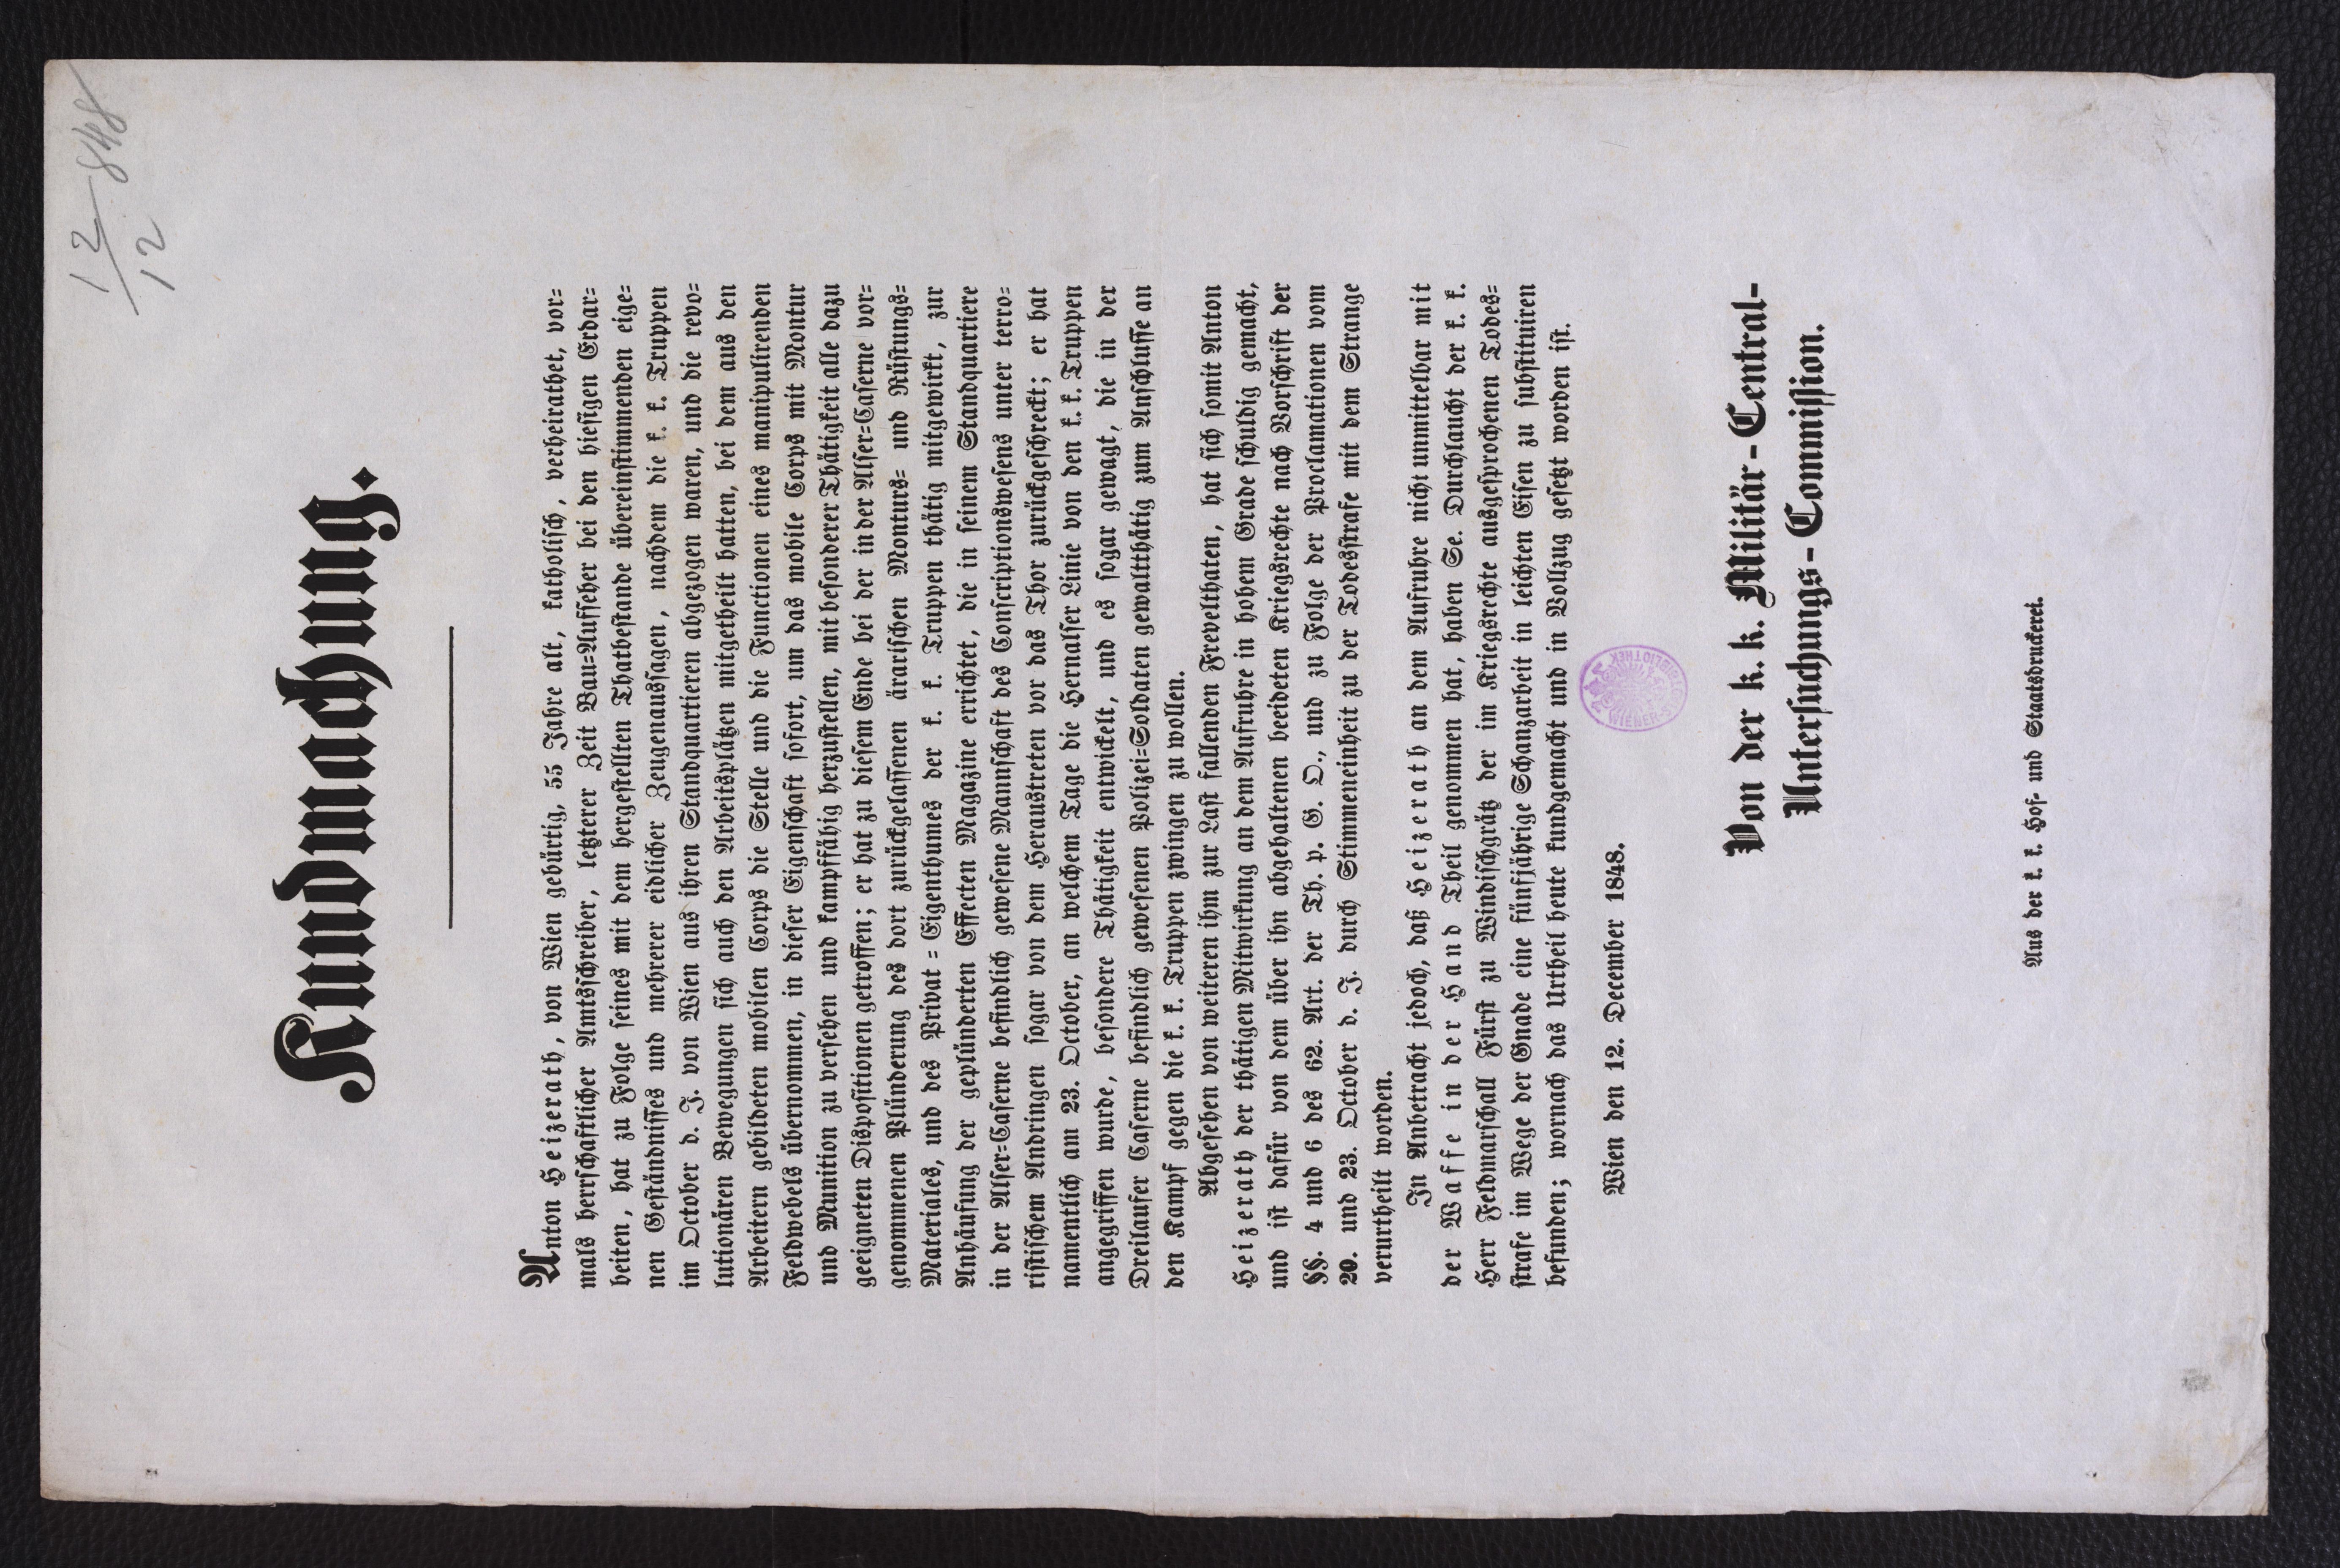 12/12 848
Kundmachung.
Anton Heizerath, von Wien gebürtig, 55 Jahre alt, katholisch, verheirathet, vor=
mals herrschaftlicher Amtsschreiber, letzterer Zeit Bau=Aufseher bei den hiesigen Erdar=
beiten, hat zu Folge seines mit dem hergestellten Thatbestande übereinstimmenden eige=
nen Geständnisses und mehrerer eidlicher Zeugenaussagen, nachdem die k. k. Truppen
im October d. J. von Wien aus ihren Standquartieren abgezogen waren, und die revo=
lutionären Bewegungen sich auch den Arbeitsplätzen mitgetheilt hatten, bei dem aus den
Arbeitern gebildeten mobilen Corps die Stelle und die Functionen eines manipulirenden
Feldwebels übernommen, in dieser Eigenschaft sofort, um das mobile Corps mit Montur
und Munition zu versehen und kampffähig herzustellen, mit besonderer Thätigkeit alle dazu
geeigneten Dispositionen getroffen; er hat zu diesem Ende bei der in der Alser=Caserne vor=
genommenen Plünderung des dort zurückgelassenen ärarischen Monturs= und Rüstungs=
Materiales, und des Privat=Eigenthumes der k. k. Truppen thätig mitgewirkt, zur
Anhäufung der geplünderten Effecten Magazine errichtet, die in seinem Standquartiere
in der Alser=Caserne befindlich gewesene Mannschaft des Conscriptionswesens unter terro=
ristischem Andringen sogar von dem Heraustreten vor das Thor zurückgeschreckt; er hat
namentlich am 23. October, an welchem Tage die Hernalser Linie von den k. k. Truppen
angegriffen wurde, besondere Thätigkeit entwickelt, und es sogar gewagt, die in der
Dreilaufer Caserne befindlich gewesenen Polizei=Soldaten gewaltthätig zum Anschlusse an
den Kampf gegen die k. k. Truppen zwingen zu wollen.
Abgesehen von weiteren ihm zur Last fallenden Frevelthaten, hat sich somit Anton
Heizerath der thätigen Mitwirkung an dem Aufruhre in hohem Grade schuldig gemacht,
und ist dafür von dem über ihn abgehaltenen beeideten Kriegsrechte nach Vorschrift der
§§. 4 und 6 des 62. Art. der Th. p. G. O., und zu Folge der Proclamationen vom
20. und 23. October d. J. durch Stimmeneinheit zu der Todesstrafe mit dem Strange
verurtheilt worden.
In Anbetracht jedoch, daß Heizerath an dem Aufruhre nicht unmittelbar mit
der Waffe in der Hand Theil genommen hat, haben Se. Durchlaucht der k. k.
Herr Feldmarschall Fürst zu Windischgrätz der im Kriegsrechte ausgesprochenen Todes=
strafe im Wege der Gnade eine fünfjährige Schanzarbeit in leichten Eisen zu substituiren
befunden; wornach das Urtheil heute kundgemacht und in Vollzug gesetzt worden ist.
Wien den 12. December 1848.
Von der k. k. Militär-Central-
Untersuchungs-Commission.
Aus der k. k. Hof- und Staatsdruckerei.